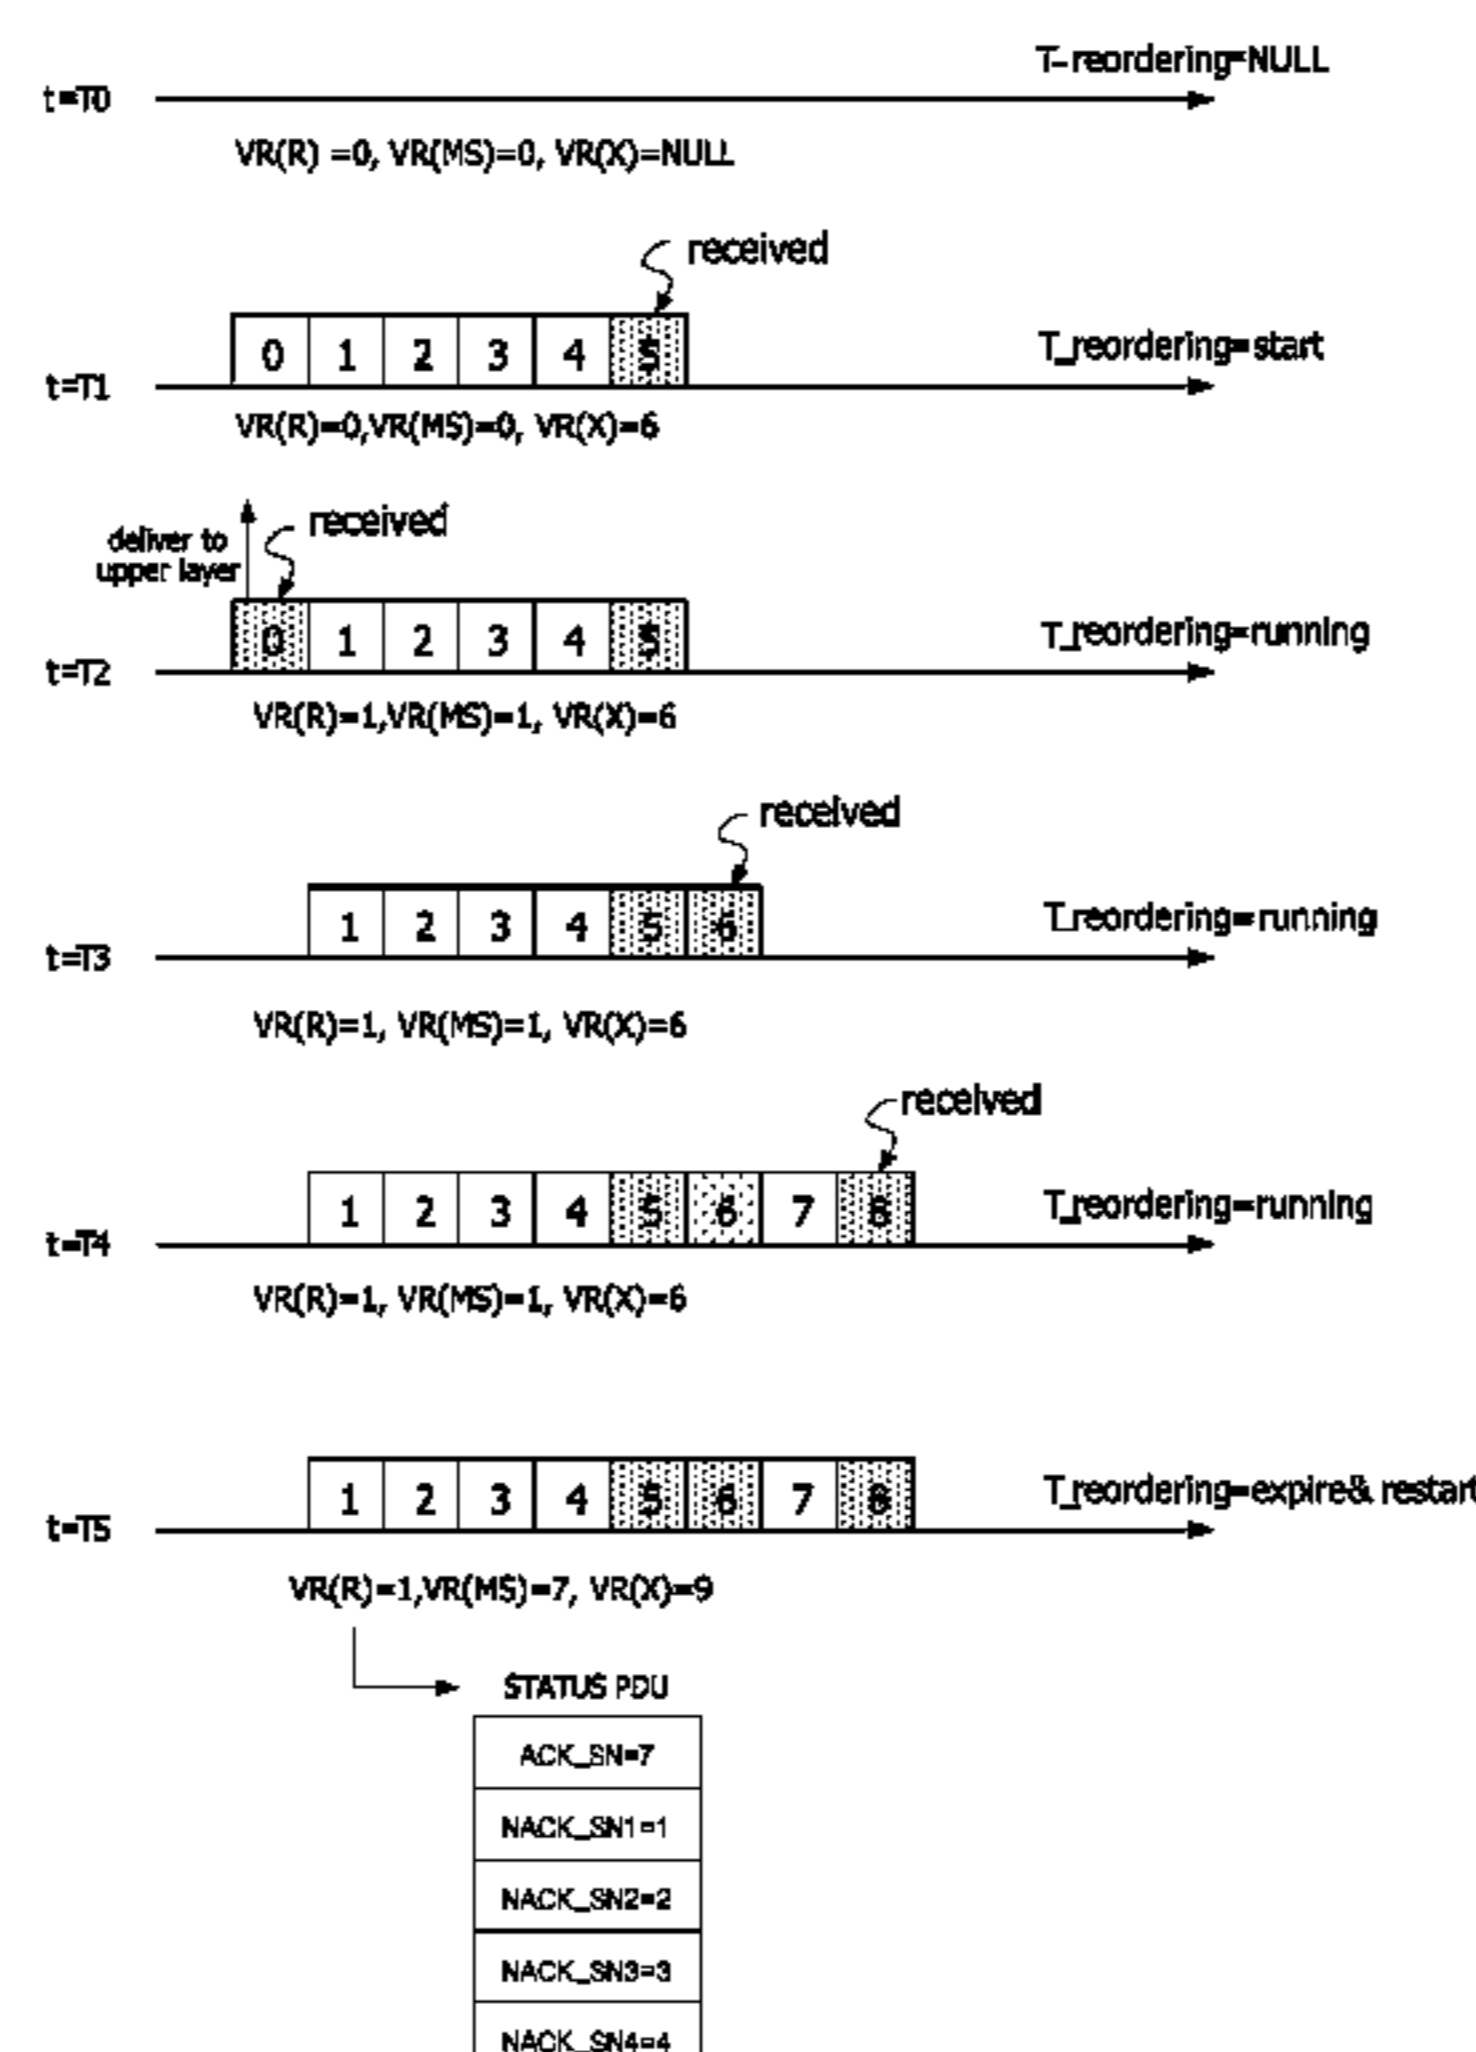 T-reordering=NULL
t=T0
VR(R) =0, VR(MS)=0, VR(X)=NULL
received
0 1 2 3 4 5
T_reordering=start
t=T1
VR(R)=0,VR(MS)=0, VR(X)=6
deliver to
upper layer
received
0 1 2 3 4 5
T_reordering=running
t=T2
VR(R)=1,VR(MS)=1, VR(X)=6
received
1 2 3 4 5 6
T_reordering=running
t=T3
VR(R)=1, VR(MS)=1, VR(X)=6
received
1 2 3 4 5 6 7 8
T_reordering=running
t=T4
VR(R)=1, VR(MS)=1, VR(X)=6
1 2 3 4 5 6 7 8
T_reordering=expire& restart
t=T5
VR(R)=1,VR(MS)=7, VR(X)=9
STATUS PDU
ACK_SN=7
NACK_SN1=1
NACK_SN2=2
NACK_SN3=3
NACK_SN4=4